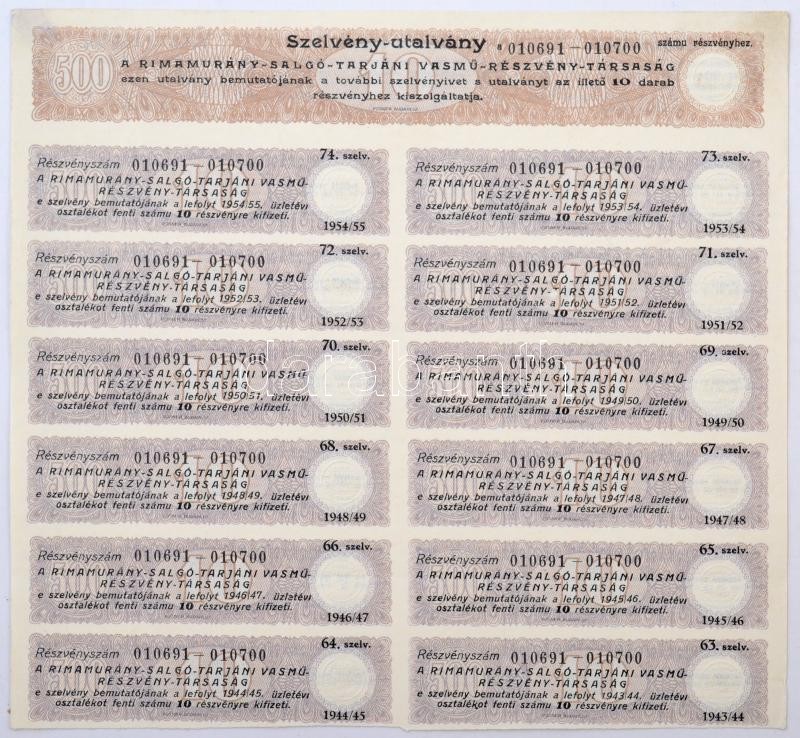 Szelvény-utalvány 010691-010700 számu részvényhez.
500
A RIMAMURÁNY-SALGÓ-TARJÁNI VASMŰ-RÉSZVÉNY-TÁRSASÁG
ezen utalvány bemutatójának a további szelvényivet s utalványt az illető 10 darab
részvényhez kiszolgáltatja.
Részvényszám 010691-010700 74. szelv.
A RIMAMURÁNY-SALGÓ-TARJÁNI VASMŰ-
RÉSZVÉNY-TÁRSASÁG
e szelvény bemutatójának a lefolyt 1954/55. üzletévi
osztalékot fenti számu 10 részvényre kifizeti.
1954/55
Részvényszám 010691-010700 73. szelv.
A RIMAMURÁNY-SALGÓ-TARJÁNI VASMŰ-
RÉSZVÉNY-TÁRSASÁG
e szelvény bemutatójának a lefolyt 1953/54. üzletévi
osztalékot fenti számu 10 részvényre kifizeti.
1953/54
Részvényszám 010691-010700 72. szelv.
A RIMAMURÁNY-SALGÓ-TARJÁNI VASMŰ-
RÉSZVÉNY-TÁRSASÁG
e szelvény bemutatójának a lefolyt 1952/53. üzletévi
osztalékot fenti számu 10 részvényre kifizeti.
1952/53
Részvényszám 010691-010700 71. szelv.
A RIMAMURÁNY-SALGÓ-TARJÁNI VASMŰ-
RÉSZVÉNY-TÁRSASÁG
e szelvény bemutatójának a lefolyt 1951/52. üzletévi
osztalékot fenti számu 10 részvényre kifizeti.
1951/52
Részvényszám 010691-010700 70. szelv.
A RIMAMURÁNY-SALGÓ-TARJÁNI VASMŰ-
RÉSZVÉNY-TÁRSASÁG
e szelvény bemutatójának a lefolyt 1950/51. üzletévi
osztalékot fenti számu 10 részvényre kifizeti.
1950/51
Részvényszám 010691-010700 69. szelv.
A RIMAMURÁNY-SALGÓ-TARJÁNI VASMŰ-
RÉSZVÉNY-TÁRSASÁG
e szelvény bemutatójának a lefolyt 1949/50. üzletévi
osztalékot fenti számu 10 részvényre kifizeti.
1949/50
Részvényszám 010691-010700 68. szelv.
A RIMAMURÁNY-SALGÓ-TARJÁNI VASMŰ-
RÉSZVÉNY-TÁRSASÁG
e szelvény bemutatójának a lefolyt 1948/49. üzletévi
osztalékot fenti számu 10 részvényre kifizeti.
1948/49
Részvényszám 010691-010700 67. szelv.
A RIMAMURÁNY-SALGÓ-TARJÁNI VASMŰ-
RÉSZVÉNY-TÁRSASÁG
e szelvény bemutatójának a lefolyt 1947/48. üzletévi
osztalékot fenti számu 10 részvényre kifizeti.
1947/48
Részvényszám 010691-010700 66. szelv.
A RIMAMURÁNY-SALGÓ-TARJÁNI VASMŰ-
RÉSZVÉNY-TÁRSASÁG
e szelvény bemutatójának a lefolyt 1946/47. üzletévi
osztalékot fenti számu 10 részvényre kifizeti.
1946/47
Részvényszám 010691-010700 65. szelv.
A RIMAMURÁNY-SALGÓ-TARJÁNI VASMŰ-
RÉSZVÉNY-TÁRSASÁG
e szelvény bemutatójának a lefolyt 1945/46. üzletévi
osztalékot fenti számu 10 részvényre kifizeti.
1945/46
Részvényszám 010691-010700 64. szelv.
A RIMAMURÁNY-SALGÓ-TARJÁNI VASMŰ-
RÉSZVÉNY-TÁRSASÁG
e szelvény bemutatójának a lefolyt 1944/45. üzletévi
osztalékot fenti számu 10 részvényre kifizeti.
1944/45
Részvényszám 010691-010700 63. szelv.
A RIMAMURÁNY-SALGÓ-TARJÁNI VASMŰ-
RÉSZVÉNY-TÁRSASÁG
e szelvény bemutatójának a lefolyt 1943/44. üzletévi
osztalékot fenti számu 10 részvényre kifizeti.
1943/44